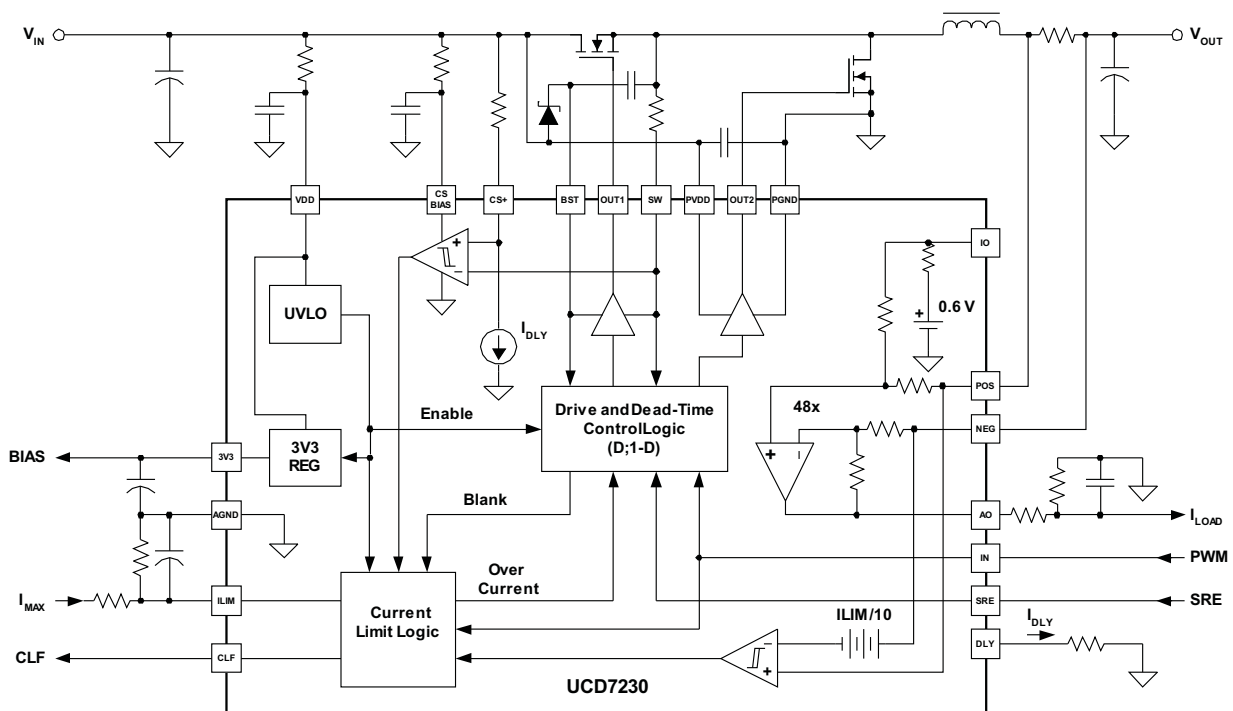 VIN
VOUT
VDD
CS
BIAS
CS+
BST
OUT1
SW
PVDD
OUT2
PGND
IO
+
–
UVLO
IDLY
+
0.6 V
POS
48x
NEG
Enable
Drive and Dead-Time
ControlLogic
(D;1-D)
+
–
BIAS
3V3
3V3
REG
Blank
AGND
AO
ILOAD
IN
PWM
Over
Current
IMAX
ILIM
Current
Limit Logic
SRE
SRE
ILIM/10
IDLY
DLY
–
+
CLF
CLF
UCD7230